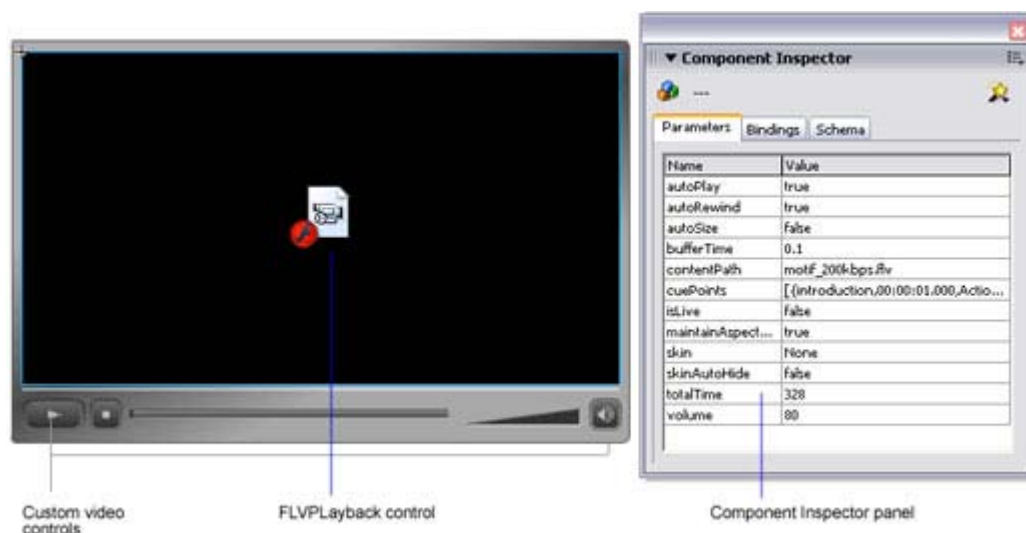 Component Inspector
---
Parameters Bindings Schema
Name Value
autoPlay true
autoRewind true
autoSize false
bufferTime 0.1
contentPath motif_200kbps.flv
cuePoints [{introduction,00:00:01.000,Actio...
isLive false
maintainAspect... true
skin None
skinAutoHide false
totalTime 328
volume 80
Custom video
controls
FLVPLayback control
Component Inspector panel